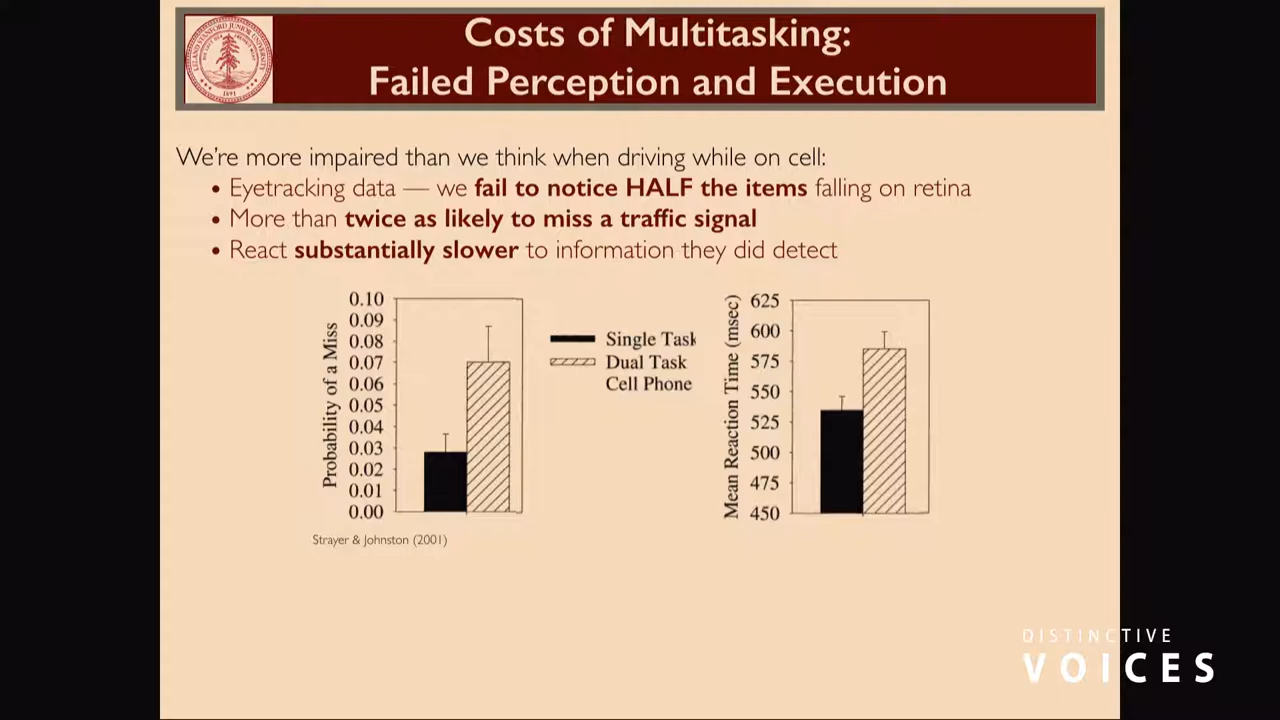 Costs of Multitasking:
Failed Perception and Execution
We're more impaired than we think when driving while on cell:
• Eyetracking data — we fail to notice HALF the items falling on retina
• More than twice as likely to miss a traffic signal
• React substantially slower to information they did detect
Probability of a Miss
0.10
0.09
0.08
0.07
0.06
0.05
0.04
0.03
0.02
0.01
0.00
Single Task
Dual Task
Cell Phone
Mean Reaction Time (msec)
625
600
575
550
525
500
475
450
Strayer & Johnston (2001)
DISTINCTIVE
VOICES
1891